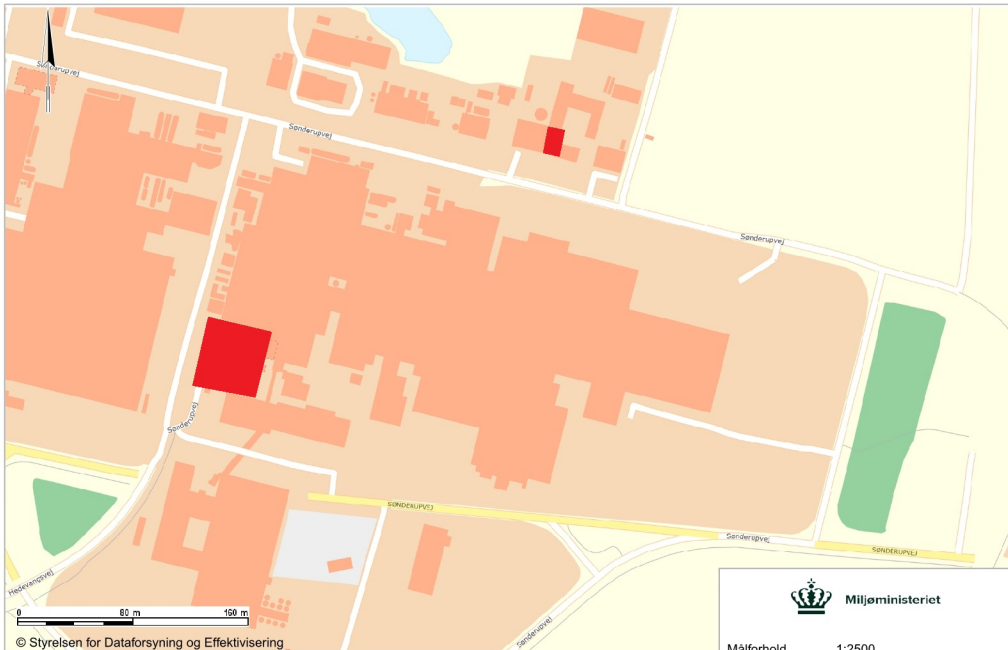 Sønderupvej
Sønderupvej
Sønderupvej
Sønderupvej
SØNDERUPVEJ
Sønderupvej
SØNDERUPVEJ
Hedevangsvej
Sønderupvej
0 80 m 160 m
© Styrelsen for Dataforsyning og Effektivisering
Miljøministeriet
Målforhold 1:2500